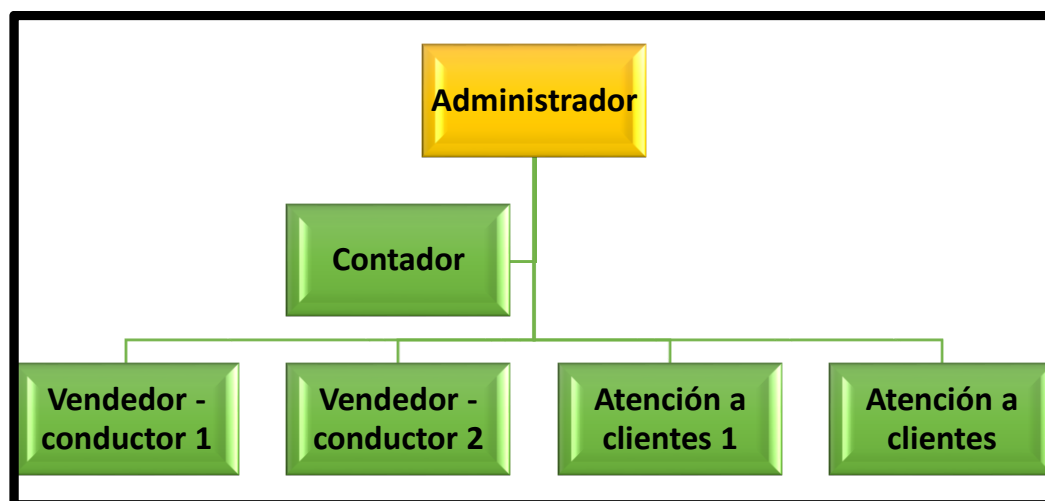 Administrador
Contador
Vendedor -
conductor 1
Vendedor -
conductor 2
Atención a
clientes 1
Atención a
clientes